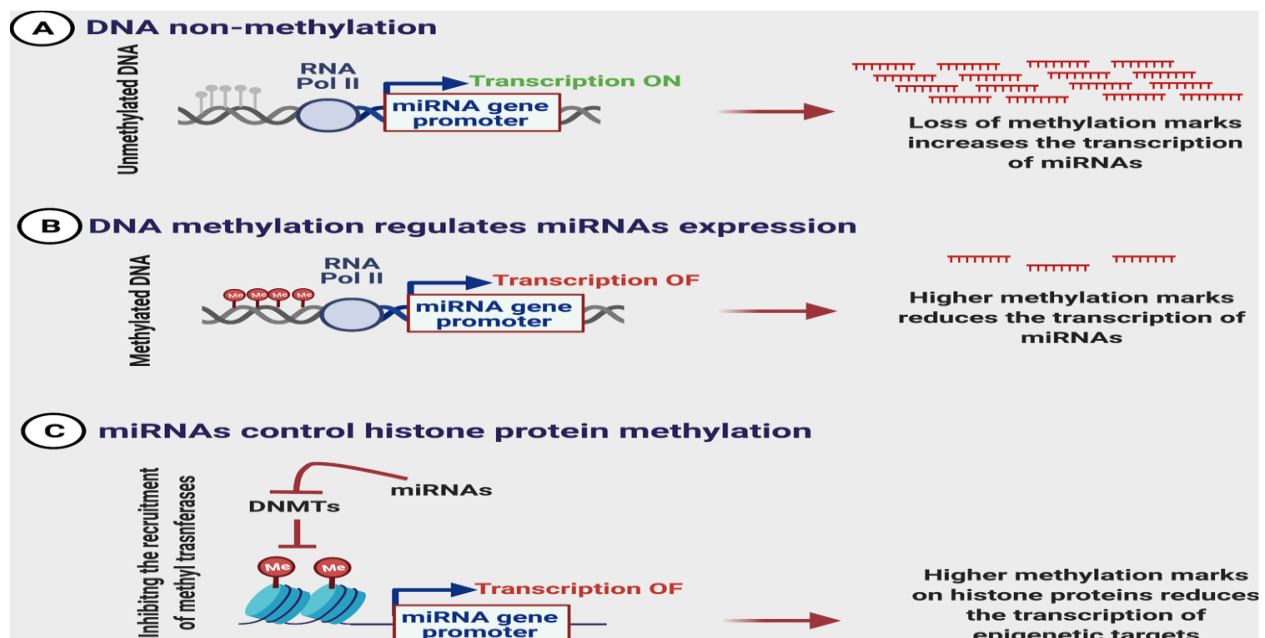 A DNA non-methylation
Unmethylated DNA
RNA
Pol II
Transcription ON
miRNA gene
promoter
Loss of methylation marks
increases the transcription
of miRNAs
B DNA methylation regulates miRNAs expression
Methylated DNA
Me Me Me Me
RNA
Pol II
Transcription OF
miRNA gene
promoter
Higher methylation marks
reduces the transcription of
miRNAs
C miRNAs control histone protein methylation
Inhibiting the recruitment
of methyl trasnferases
miRNAs
DNMTs
Me Me
Transcription OF
miRNA gene
promoter
Higher methylation marks
on histone proteins reduces
the transcription of
epigenetic targets